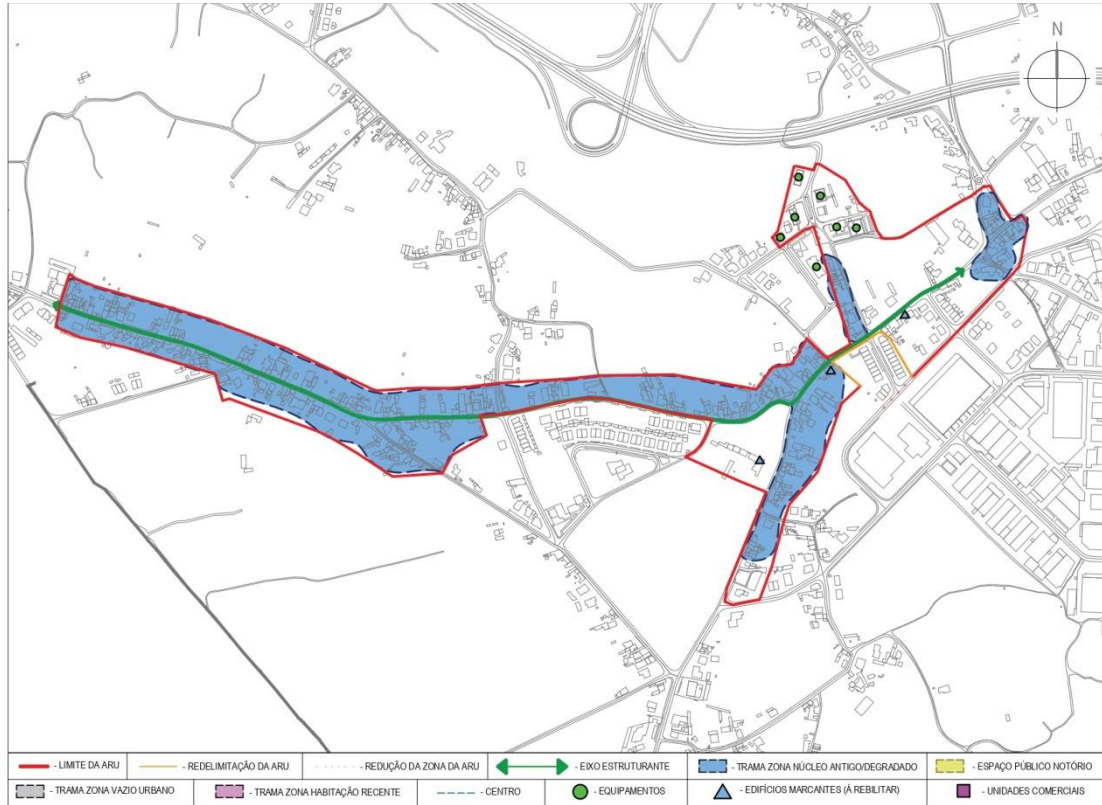 N
- LIMITE DA ARU - REDELIMITAÇÃO DA ARU - REDUÇÃO DA ZONA DA ARU - EIXO ESTRUTURANTE - TRAMA ZONA NÚCLEO ANTIGO/DEGRADADO - ESPAÇO PÚBLICO NOTÓRIO
- TRAMA ZONA VAZIO URBANO - TRAMA ZONA HABITAÇÃO RECENTE - CENTRO - EQUIPAMENTOS - EDIFÍCIOS MARCANTES (À REBILITAR) - UNIDADES COMERCIAIS